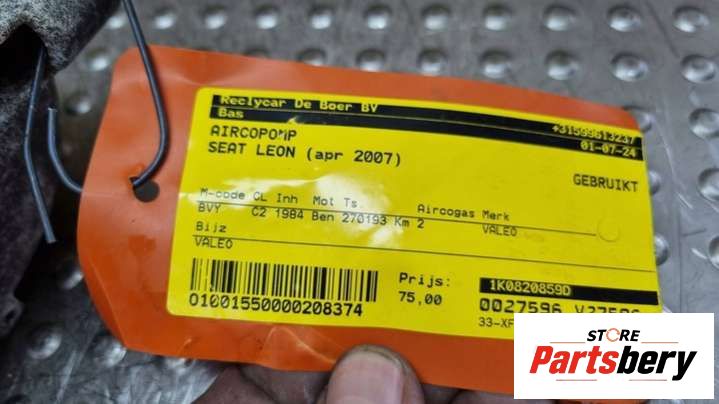 Reclycar De Boer BV
Bas +31599613237
AIRCOPOMP 01-07-24
SEAT LEON (apr 2007)
GEBRUIKT
M-code CL Inh Mot Ts. Aircogas Merk
BVY C2 1984 Ben 270193 Km 2 VALEO
Bijz
VALEO
Prijs: 1K0820859D
01001550000208374 75,00 0027596
33-XF
STORE
Partsbery